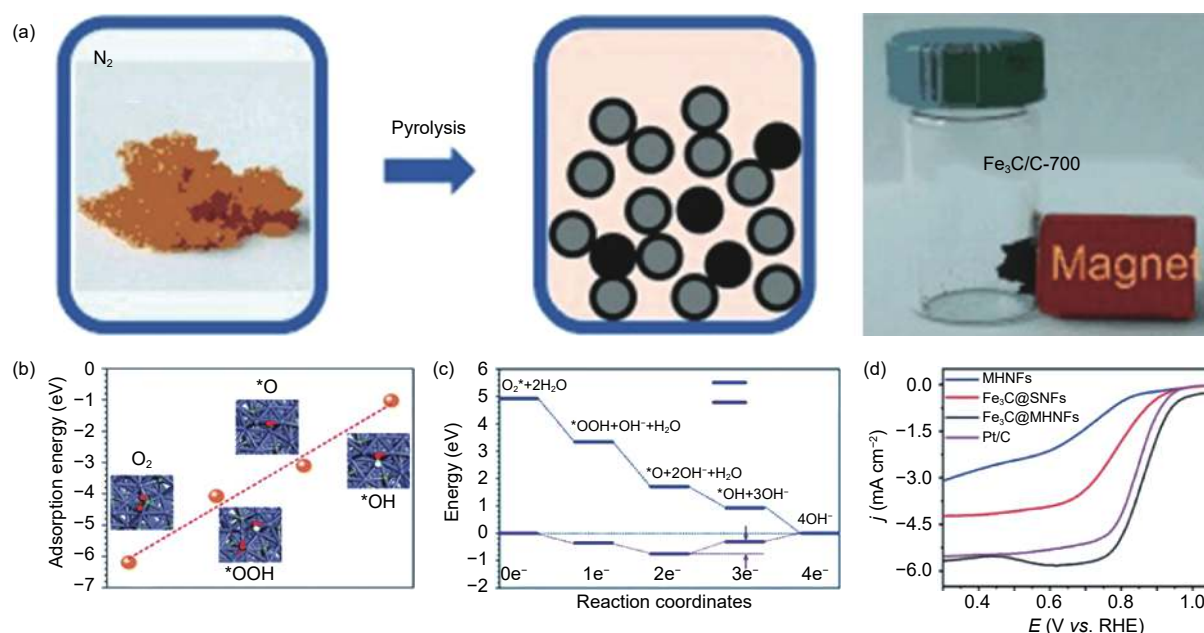 (a)
N₂
Pyrolysis
Fe₃C/C-700
Magnet
(b)
Adsorption energy (eV)
0
−1
−2
−3
−4
−5
−6
−7
O₂
*O
*OOH
*OH
(c)
Energy (eV)
6
5
4
3
2
1
0
−1
−2
O₂*+2H₂O
*OOH+OH⁻+H₂O
*O+2OH⁻+H₂O
*OH+3OH⁻
4OH⁻
0e⁻ 1e⁻ 2e⁻ 3e⁻ 4e⁻
Reaction coordinates
(d)
MHNFs
Fe₃C@SNFs
Fe₃C@MHNFs
Pt/C
j (mA cm⁻²)
0.0
−1.5
−3.0
−4.5
−6.0
0.4 0.6 0.8 1.0
E (V vs. RHE)